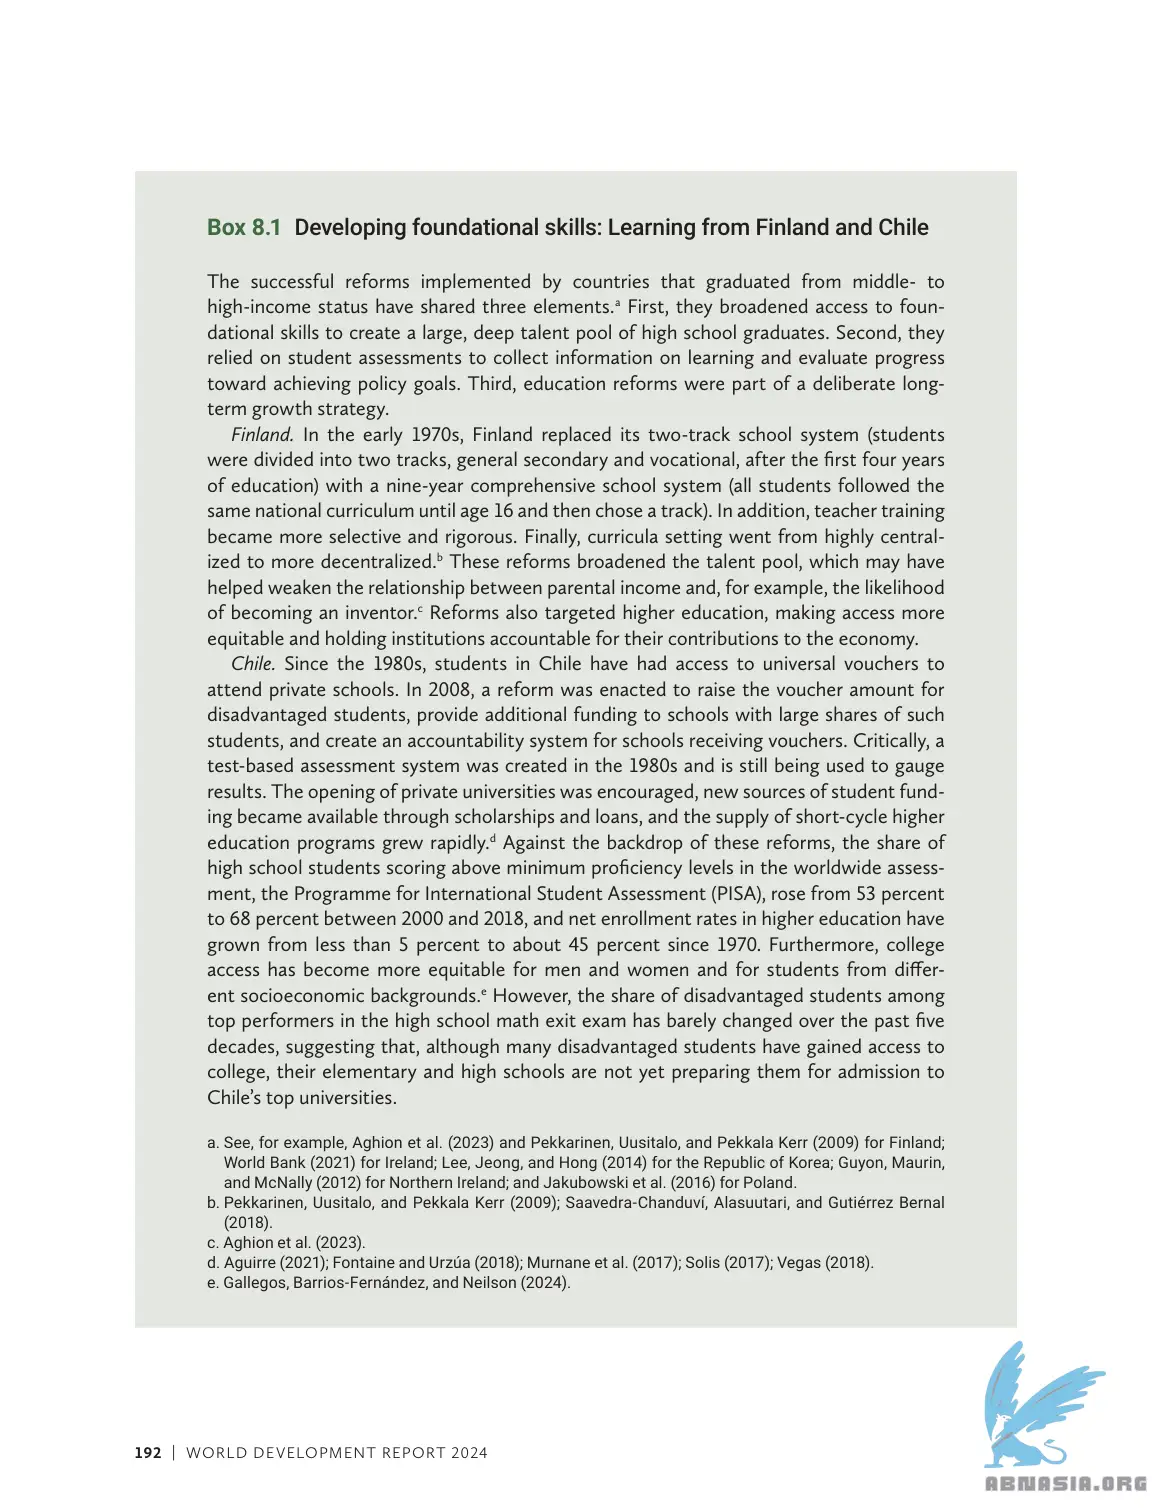 Box 8.1 Developing foundational skills: Learning from Finland and Chile
The successful reforms implemented by countries that graduated from middle- to
high-income status have shared three elements.a First, they broadened access to foun-
dational skills to create a large, deep talent pool of high school graduates. Second, they
relied on student assessments to collect information on learning and evaluate progress
toward achieving policy goals. Third, education reforms were part of a deliberate long-
term growth strategy.
Finland. In the early 1970s, Finland replaced its two-track school system (students
were divided into two tracks, general secondary and vocational, after the first four years
of education) with a nine-year comprehensive school system (all students followed the
same national curriculum until age 16 and then chose a track). In addition, teacher training
became more selective and rigorous. Finally, curricula setting went from highly central-
ized to more decentralized.b These reforms broadened the talent pool, which may have
helped weaken the relationship between parental income and, for example, the likelihood
of becoming an inventor.c Reforms also targeted higher education, making access more
equitable and holding institutions accountable for their contributions to the economy.
Chile. Since the 1980s, students in Chile have had access to universal vouchers to
attend private schools. In 2008, a reform was enacted to raise the voucher amount for
disadvantaged students, provide additional funding to schools with large shares of such
students, and create an accountability system for schools receiving vouchers. Critically, a
test-based assessment system was created in the 1980s and is still being used to gauge
results. The opening of private universities was encouraged, new sources of student fund-
ing became available through scholarships and loans, and the supply of short-cycle higher
education programs grew rapidly.d Against the backdrop of these reforms, the share of
high school students scoring above minimum proficiency levels in the worldwide assess-
ment, the Programme for International Student Assessment (PISA), rose from 53 percent
to 68 percent between 2000 and 2018, and net enrollment rates in higher education have
grown from less than 5 percent to about 45 percent since 1970. Furthermore, college
access has become more equitable for men and women and for students from differ-
ent socioeconomic backgrounds.e However, the share of disadvantaged students among
top performers in the high school math exit exam has barely changed over the past five
decades, suggesting that, although many disadvantaged students have gained access to
college, their elementary and high schools are not yet preparing them for admission to
Chile's top universities.
a. See, for example, Aghion et al. (2023) and Pekkarinen, Uusitalo, and Pekkala Kerr (2009) for Finland;
World Bank (2021) for Ireland; Lee, Jeong, and Hong (2014) for the Republic of Korea; Guyon, Maurin,
and McNally (2012) for Northern Ireland; and Jakubowski et al. (2016) for Poland.
b. Pekkarinen, Uusitalo, and Pekkala Kerr (2009); Saavedra-Chanduví, Alasuutari, and Gutiérrez Bernal
(2018).
c. Aghion et al. (2023).
d. Aguirre (2021); Fontaine and Urzúa (2018); Murnane et al. (2017); Solis (2017); Vegas (2018).
e. Gallegos, Barrios-Fernández, and Neilson (2024).
192 | WORLD DEVELOPMENT REPORT 2024
ABNASIA.ORG